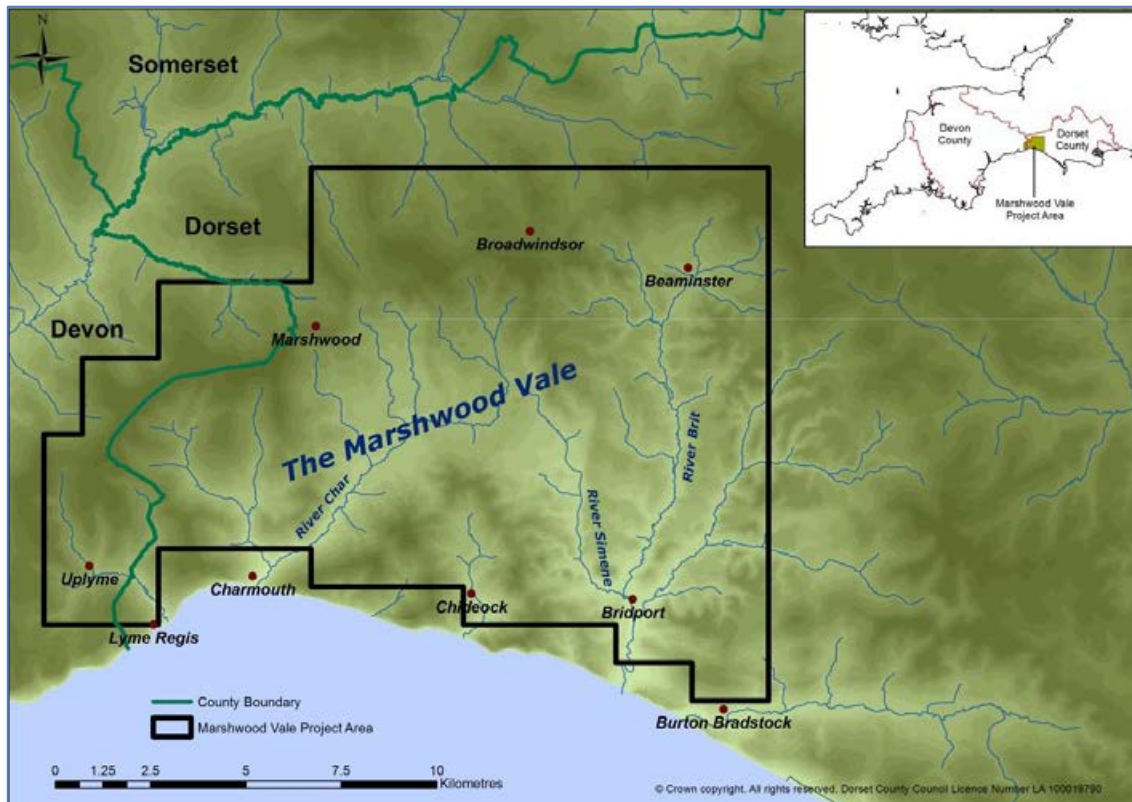 N
Somerset
Devon
County
Dorset
County
Marshwood Vale
Project Area
Dorset
Broadwindsor
Beaminster
Devon
Marshwood
The Marshwood Vale
River Brit
River Char
River Simene
Uplyme
Charmouth
Chideock
Bridport
Lyme Regis
County Boundary
Marshwood Vale Project Area
Burton Bradstock
0 1.25 2.5 5 7.5 10
Kilometres
© Crown copyright. All rights reserved. Dorset County Council Licence Number LA 100019790